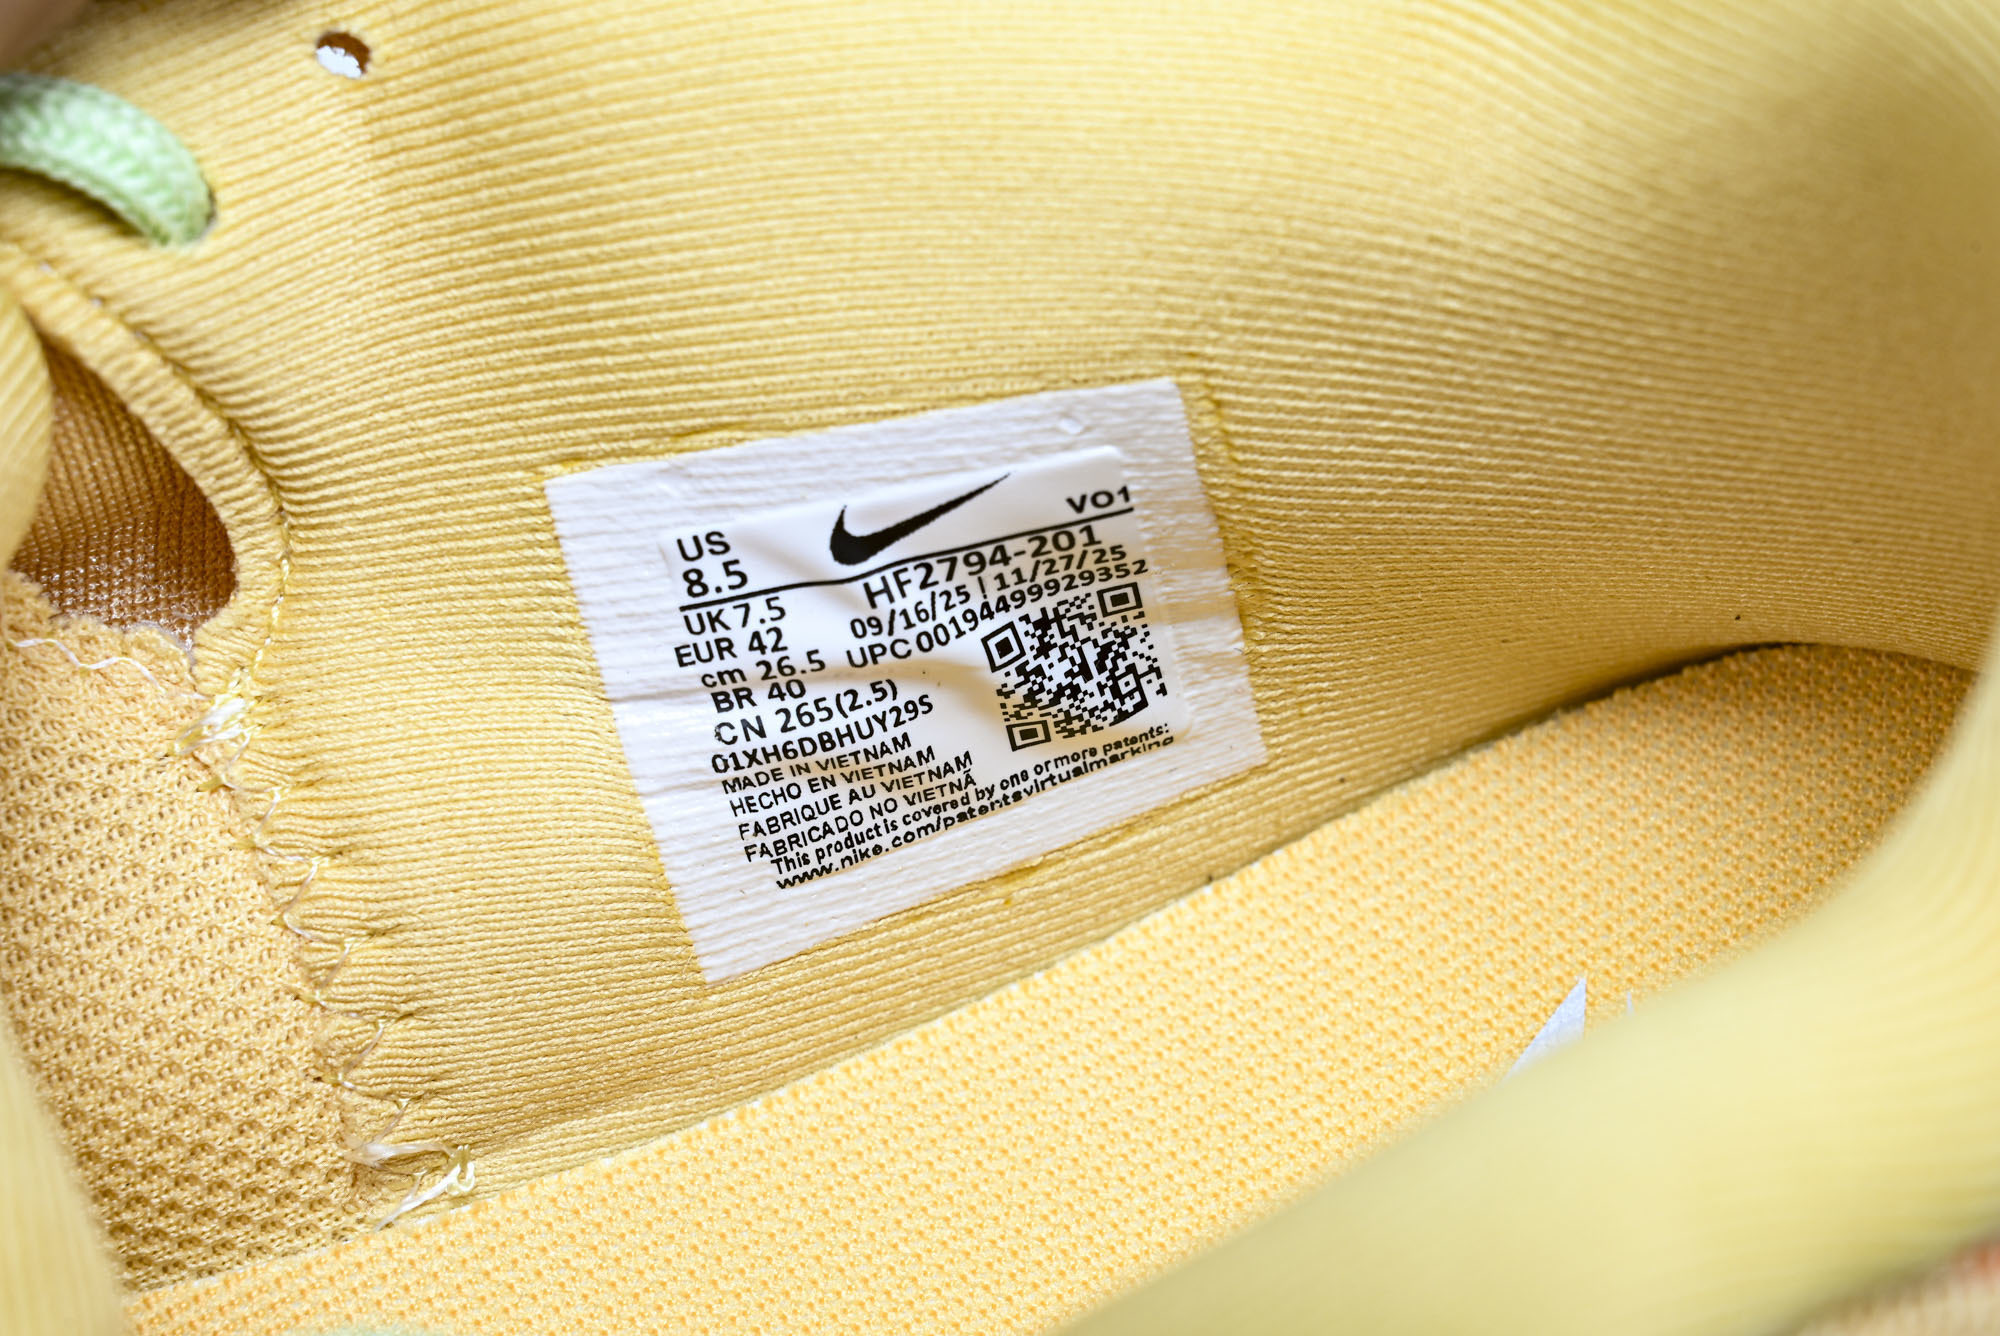 US
8.5
VO1
HF2794-201
UK 7.5
09/16/25 | 11/27/25
EUR 42
UPC 00194499929352
cm 26.5
BR 40
CN 265(2.5)
01XH6DBHUY29S
MADE IN VIETNAM
HECHO EN VIETNAM
FABRIQUE AU VIETNAM
FABRICADO NO VIETNÃ
This product is covered by one or more patents:
www.nike.com/patentsvirtualmarking